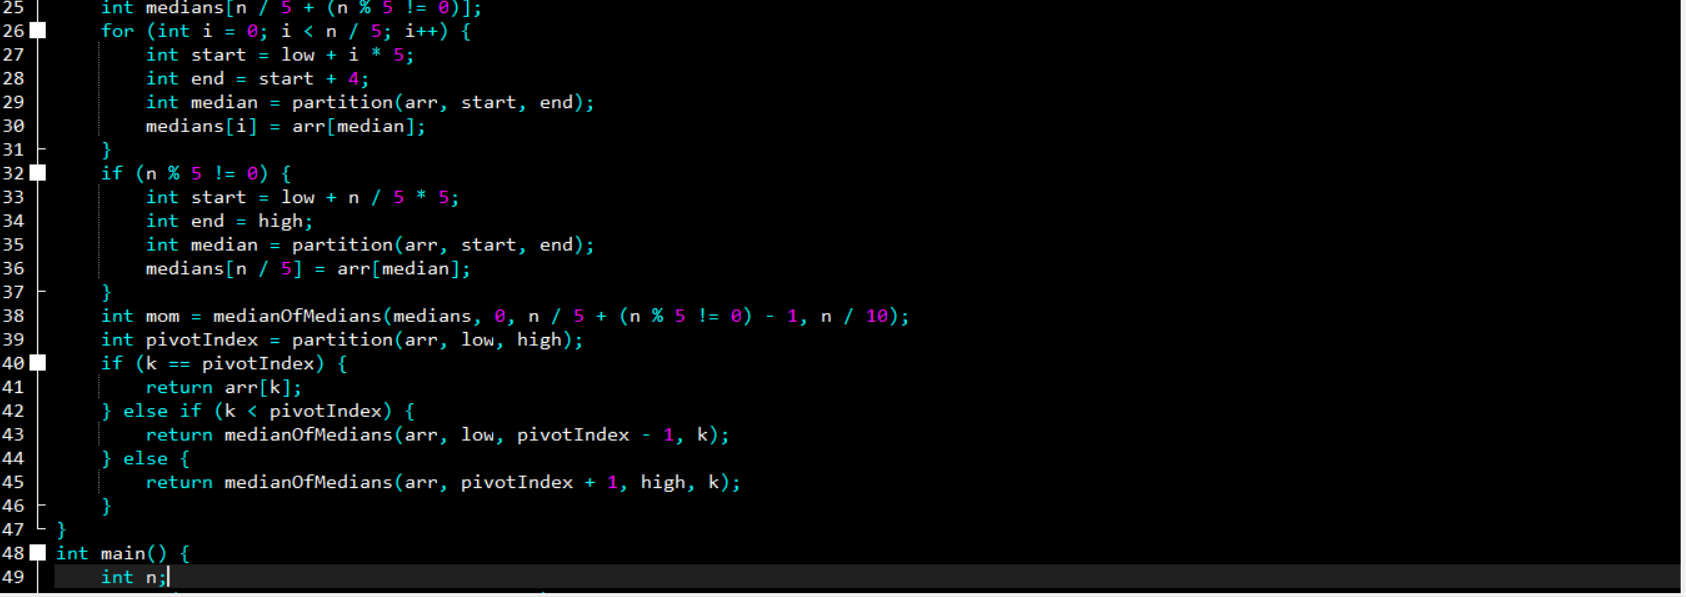 25 int medians[n / 5 + (n % 5 != 0)];
26 for (int i = 0; i < n / 5; i++) {
27 int start = low + i * 5;
28 int end = start + 4;
29 int median = partition(arr, start, end);
30 medians[i] = arr[median];
31 }
32 if (n % 5 != 0) {
33 int start = low + n / 5 * 5;
34 int end = high;
35 int median = partition(arr, start, end);
36 medians[n / 5] = arr[median];
37 }
38 int mom = medianOfMedians(medians, 0, n / 5 + (n % 5 != 0) - 1, n / 10);
39 int pivotIndex = partition(arr, low, high);
40 if (k == pivotIndex) {
41 return arr[k];
42 } else if (k < pivotIndex) {
43 return medianOfMedians(arr, low, pivotIndex - 1, k);
44 } else {
45 return medianOfMedians(arr, pivotIndex + 1, high, k);
46 }
47 }
48 int main() {
49 int n;